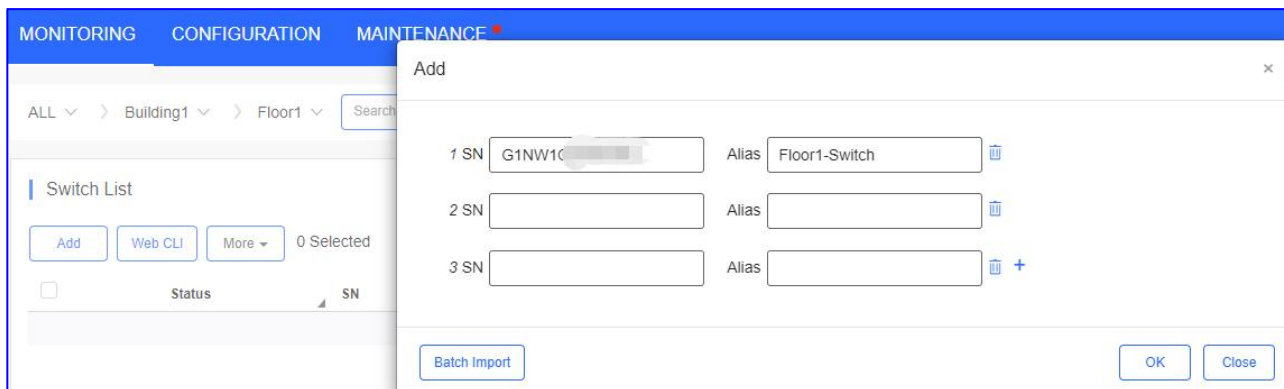 MONITORING CONFIGURATION MAINTENANCE
Add
ALL Building1 Floor1 Search
1 SN G1NW1 Alias Floor1-Switch
Switch List
2 SN Alias
Add Web CLI More 0 Selected
3 SN Alias
Status SN
Batch Import OK Close